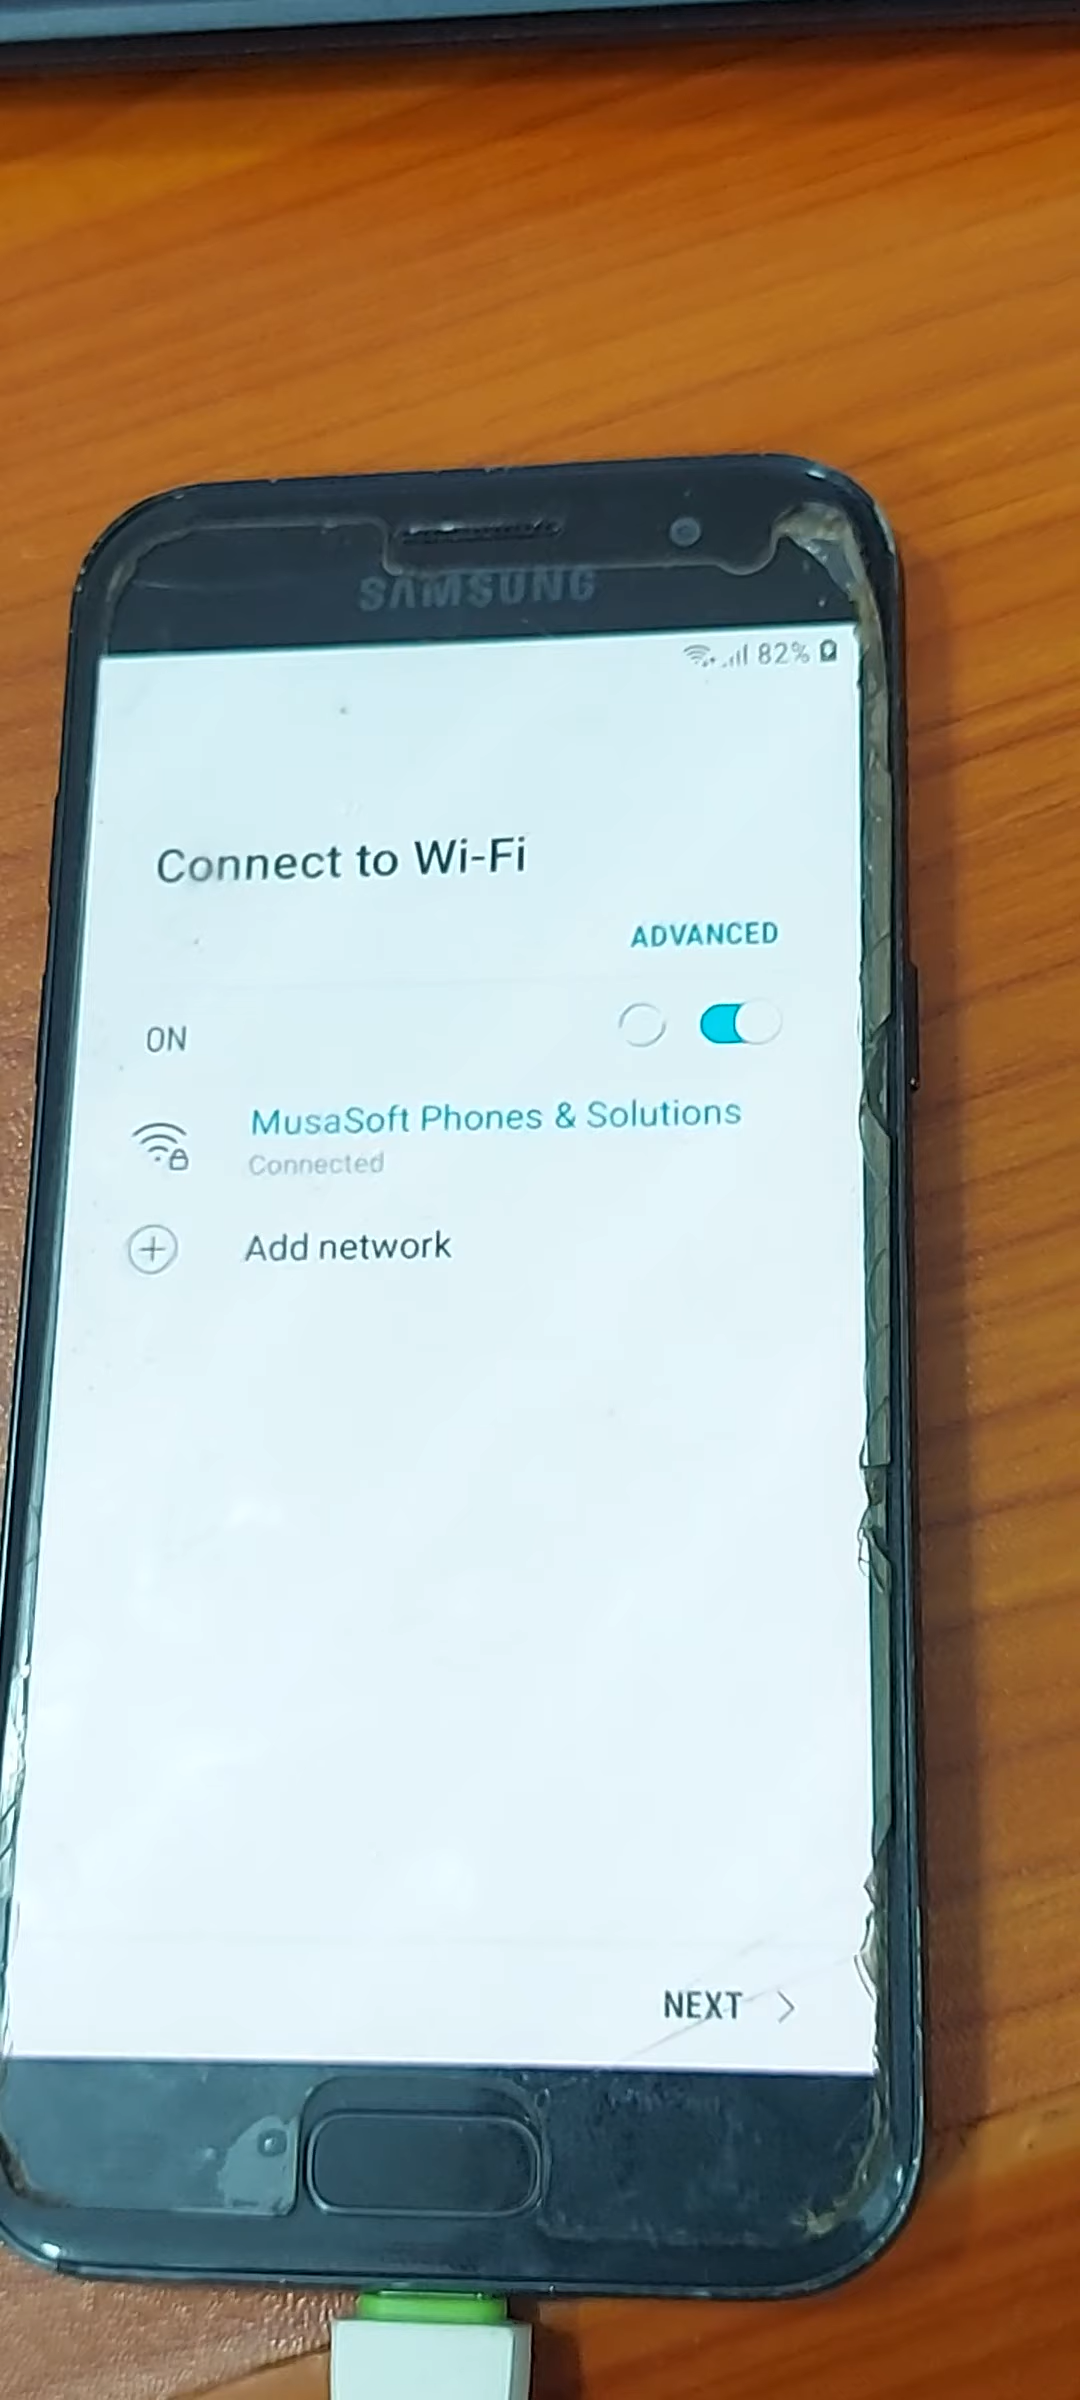 SAMSUNG
82%
Connect to Wi-Fi
ADVANCED
ON
MusaSoft Phones & Solutions
Connected
Add network
NEXT